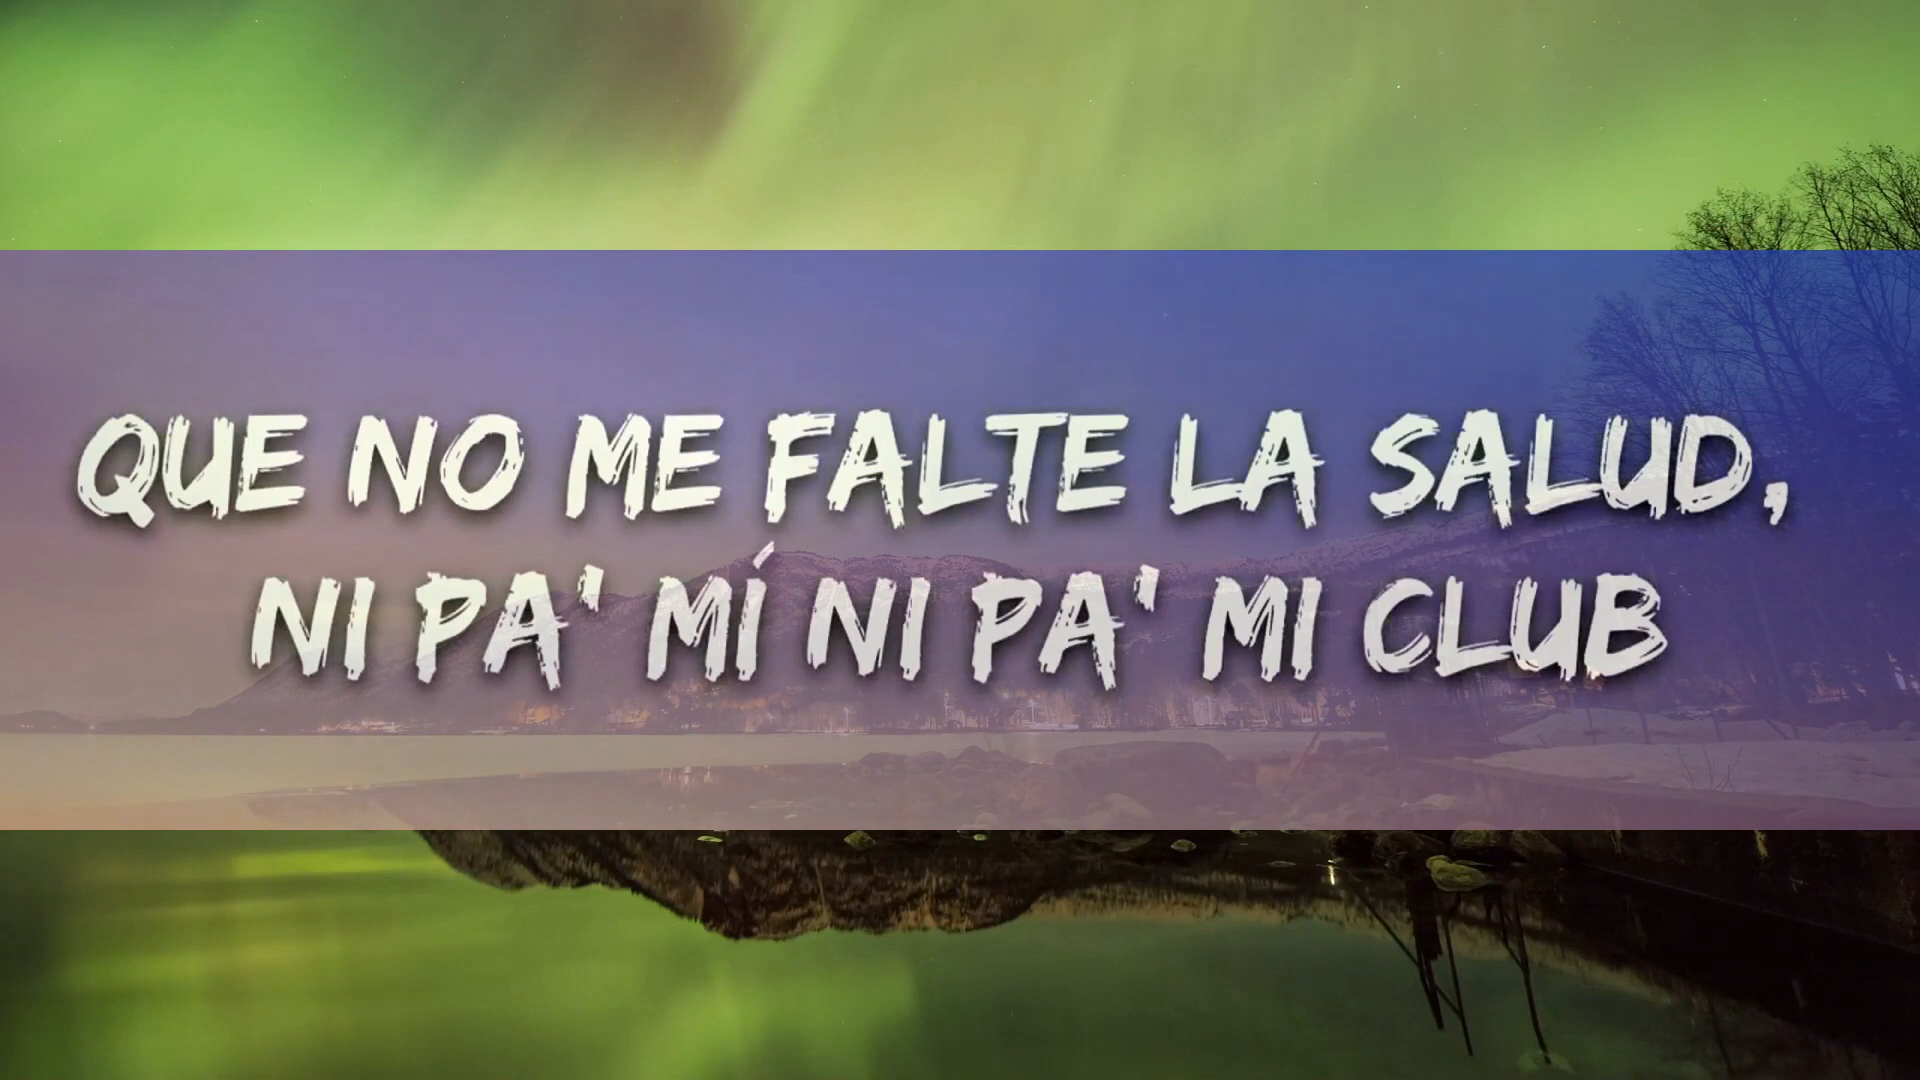 QUE NO ME FALTE LA SALUD,
NI PA' MÍ NI PA' MI CLUB